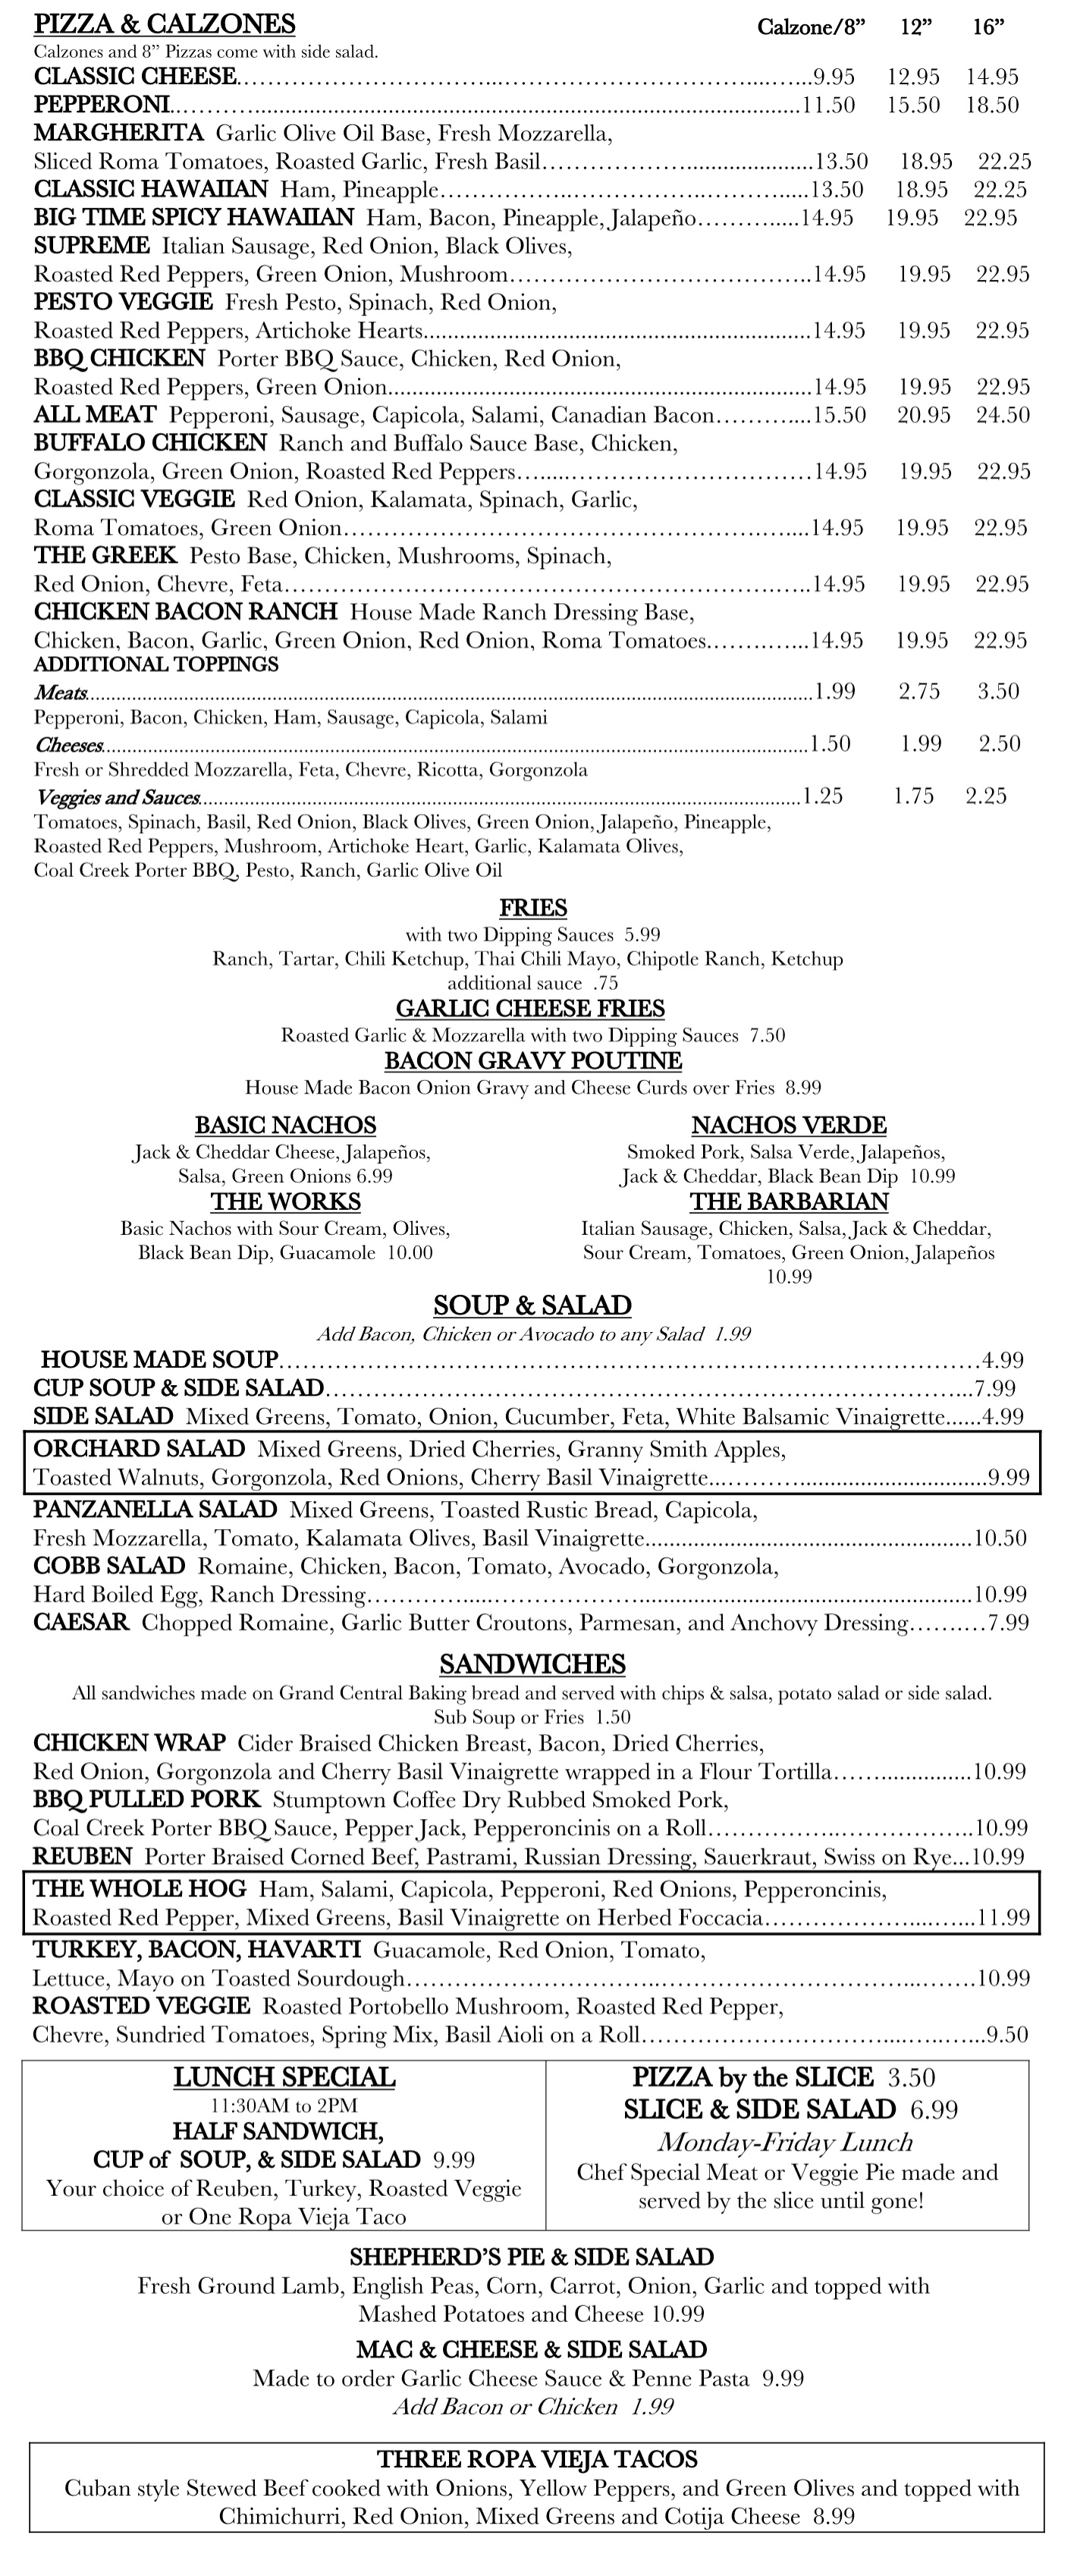 PIZZA & CALZONES Calzone/8” 12” 16”
Calzones and 8” Pizzas come with side salad.
CLASSIC CHEESE…………………………...………………………...…...9.95 12.95 14.95
PEPPERONI.………...........................................................................................11.50 15.50 18.50
MARGHERITA Garlic Olive Oil Base, Fresh Mozzarella,
Sliced Roma Tomatoes, Roasted Garlic, Fresh Basil………………......................13.50 18.95 22.25
CLASSIC HAWAIIAN Ham, Pineapple………………..……………………….....13.50 18.95 22.25
BIG TIME SPICY HAWAIIAN Ham, Bacon, Pineapple, Jalapeño……….....14.95 19.95 22.95
SUPREME Italian Sausage, Red Onion, Black Olives,
Roasted Red Peppers, Green Onion, Mushroom………………………………..14.95 19.95 22.95
PESTO VEGGIE Fresh Pesto, Spinach, Red Onion,
Roasted Red Peppers, Artichoke Hearts.................................................................14.95 19.95 22.95
BBQ CHICKEN Porter BBQ Sauce, Chicken, Red Onion,
Roasted Red Peppers, Green Onion.......................................................................14.95 19.95 22.95
ALL MEAT Pepperoni, Sausage, Capicola, Salami, Canadian Bacon………...15.50 20.95 24.50
BUFFALO CHICKEN Ranch and Buffalo Sauce Base, Chicken,
Gorgonzola, Green Onion, Roasted Red Peppers….....…………………………14.95 19.95 22.95
CLASSIC VEGGIE Red Onion, Kalamata, Spinach, Garlic,
Roma Tomatoes, Green Onion…………………………………………….…...14.95 19.95 22.95
THE GREEK Pesto Base, Chicken, Mushrooms, Spinach,
Red Onion, Chevre, Feta…………………………………………………….…..14.95 19.95 22.95
CHICKEN BACON RANCH House Made Ranch Dressing Base,
Chicken, Bacon, Garlic, Green Onion, Red Onion, Roma Tomatoes…….…...14.95 19.95 22.95
ADDITIONAL TOPPINGS
Meats.........................................................................................................................1.99 2.75 3.50
Pepperoni, Bacon, Chicken, Ham, Sausage, Capicola, Salami
Cheeses......................................................................................................................1.50 1.99 2.50
Fresh or Shredded Mozzarella, Feta, Chevre, Ricotta, Gorgonzola
Veggies and Sauces....................................................................................................1.25 1.75 2.25
Tomatoes, Spinach, Basil, Red Onion, Black Olives, Green Onion, Jalapeño, Pineapple,
Roasted Red Peppers, Mushroom, Artichoke Heart, Garlic, Kalamata Olives,
Coal Creek Porter BBQ, Pesto, Ranch, Garlic Olive Oil
FRIES
with two Dipping Sauces 5.99
Ranch, Tartar, Chili Ketchup, Thai Chili Mayo, Chipotle Ranch, Ketchup
additional sauce .75
GARLIC CHEESE FRIES
Roasted Garlic & Mozzarella with two Dipping Sauces 7.50
BACON GRAVY POUTINE
House Made Bacon Onion Gravy and Cheese Curds over Fries 8.99
BASIC NACHOS
Jack & Cheddar Cheese, Jalapeños,
Salsa, Green Onions 6.99
THE WORKS
Basic Nachos with Sour Cream, Olives,
Black Bean Dip, Guacamole 10.00
NACHOS VERDE
Smoked Pork, Salsa Verde, Jalapeños,
Jack & Cheddar, Black Bean Dip 10.99
THE BARBARIAN
Italian Sausage, Chicken, Salsa, Jack & Cheddar,
Sour Cream, Tomatoes, Green Onion, Jalapeños
10.99
SOUP & SALAD
Add Bacon, Chicken or Avocado to any Salad 1.99
HOUSE MADE SOUP……………………………………………………………………………4.99
CUP SOUP & SIDE SALAD……………………………………………………………………...7.99
SIDE SALAD Mixed Greens, Tomato, Onion, Cucumber, Feta, White Balsamic Vinaigrette......4.99
ORCHARD SALAD Mixed Greens, Dried Cherries, Granny Smith Apples,
Toasted Walnuts, Gorgonzola, Red Onions, Cherry Basil Vinaigrette...………...............................9.99
PANZANELLA SALAD Mixed Greens, Toasted Rustic Bread, Capicola,
Fresh Mozzarella, Tomato, Kalamata Olives, Basil Vinaigrette.......................................................10.50
COBB SALAD Romaine, Chicken, Bacon, Tomato, Avocado, Gorgonzola,
Hard Boiled Egg, Ranch Dressing…………....………………........................................................10.99
CAESAR Chopped Romaine, Garlic Butter Croutons, Parmesan, and Anchovy Dressing…….…7.99
SANDWICHES
All sandwiches made on Grand Central Baking bread and served with chips & salsa, potato salad or side salad.
Sub Soup or Fries 1.50
CHICKEN WRAP Cider Braised Chicken Breast, Bacon, Dried Cherries,
Red Onion, Gorgonzola and Cherry Basil Vinaigrette wrapped in a Flour Tortilla……...............10.99
BBQ PULLED PORK Stumptown Coffee Dry Rubbed Smoked Pork,
Coal Creek Porter BBQ Sauce, Pepper Jack, Pepperoncinis on a Roll……………..……………..10.99
REUBEN Porter Braised Corned Beef, Pastrami, Russian Dressing, Sauerkraut, Swiss on Rye...10.99
THE WHOLE HOG Ham, Salami, Capicola, Pepperoni, Red Onions, Pepperoncinis,
Roasted Red Pepper, Mixed Greens, Basil Vinaigrette on Herbed Foccacia………………....…...11.99
TURKEY, BACON, HAVARTI Guacamole, Red Onion, Tomato,
Lettuce, Mayo on Toasted Sourdough…………………………..…………………………...…….10.99
ROASTED VEGGIE Roasted Portobello Mushroom, Roasted Red Pepper,
Chevre, Sundried Tomatoes, Spring Mix, Basil Aioli on a Roll…………………………....…..…...9.50
LUNCH SPECIAL
11:30AM to 2PM
HALF SANDWICH,
CUP of SOUP, & SIDE SALAD 9.99
Your choice of Reuben, Turkey, Roasted Veggie
or One Ropa Vieja Taco
PIZZA by the SLICE 3.50
SLICE & SIDE SALAD 6.99
Monday-Friday Lunch
Chef Special Meat or Veggie Pie made and
served by the slice until gone!
SHEPHERD’S PIE & SIDE SALAD
Fresh Ground Lamb, English Peas, Corn, Carrot, Onion, Garlic and topped with
Mashed Potatoes and Cheese 10.99
MAC & CHEESE & SIDE SALAD
Made to order Garlic Cheese Sauce & Penne Pasta 9.99
Add Bacon or Chicken 1.99
THREE ROPA VIEJA TACOS
Cuban style Stewed Beef cooked with Onions, Yellow Peppers, and Green Olives and topped with
Chimichurri, Red Onion, Mixed Greens and Cotija Cheese 8.99